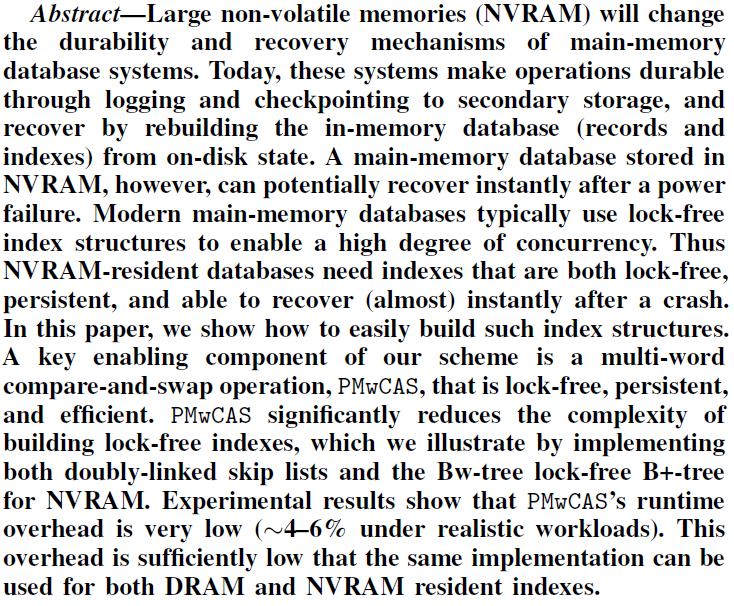 Abstract—Large non-volatile memories (NVRAM) will change
the durability and recovery mechanisms of main-memory
database systems. Today, these systems make operations durable
through logging and checkpointing to secondary storage, and
recover by rebuilding the in-memory database (records and
indexes) from on-disk state. A main-memory database stored in
NVRAM, however, can potentially recover instantly after a power
failure. Modern main-memory databases typically use lock-free
index structures to enable a high degree of concurrency. Thus
NVRAM-resident databases need indexes that are both lock-free,
persistent, and able to recover (almost) instantly after a crash.
In this paper, we show how to easily build such index structures.
A key enabling component of our scheme is a multi-word
compare-and-swap operation, PMwCAS, that is lock-free, persistent,
and efficient. PMwCAS significantly reduces the complexity of
building lock-free indexes, which we illustrate by implementing
both doubly-linked skip lists and the Bw-tree lock-free B+-tree
for NVRAM. Experimental results show that PMwCAS's runtime
overhead is very low (∼4–6% under realistic workloads). This
overhead is sufficiently low that the same implementation can be
used for both DRAM and NVRAM resident indexes.